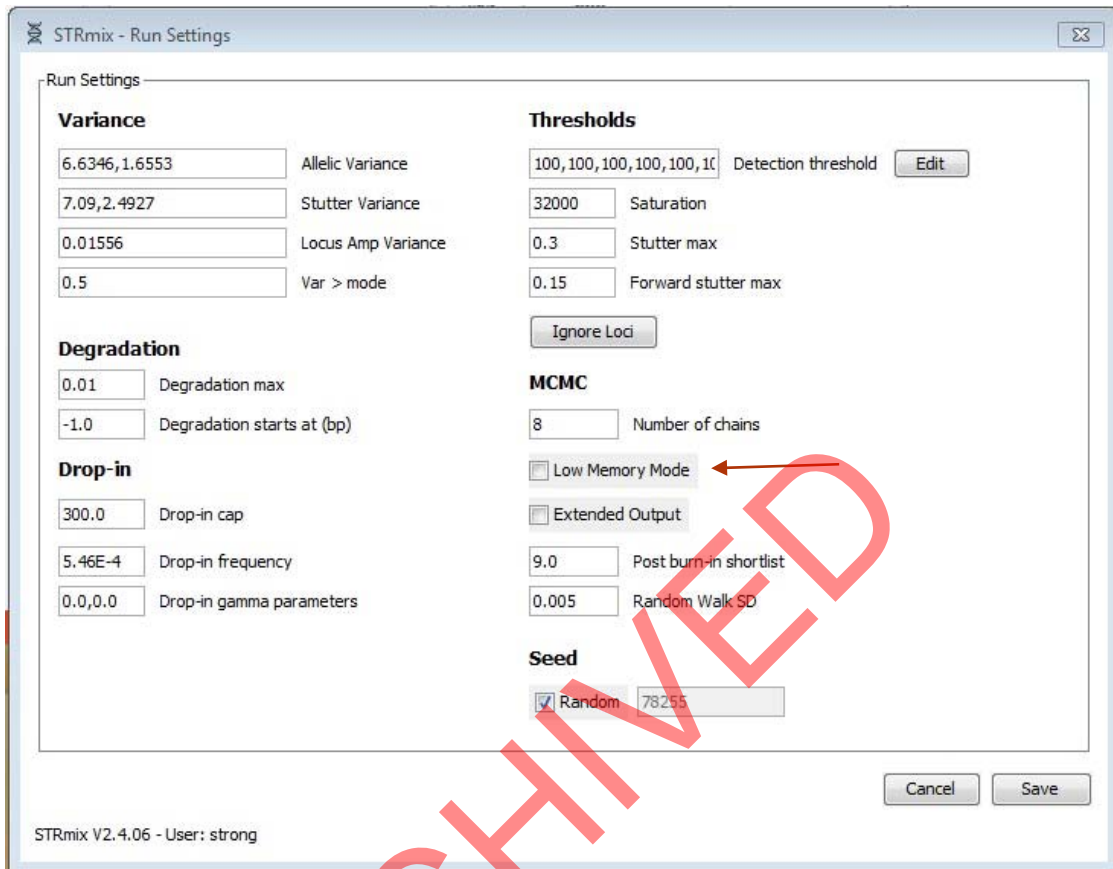 STRmix - Run Settings
Run Settings
Variance
6.6346,1.6553 Allelic Variance
7.09,2.4927 Stutter Variance
0.01556 Locus Amp Variance
0.5 Var > mode
Degradation
0.01 Degradation max
-1.0 Degradation starts at (bp)
Drop-in
300.0 Drop-in cap
5.46E-4 Drop-in frequency
0.0,0.0 Drop-in gamma parameters
Thresholds
100,100,100,100,100,10 Detection threshold Edit
32000 Saturation
0.3 Stutter max
0.15 Forward stutter max
Ignore Loci
MCMC
8 Number of chains
Low Memory Mode
Extended Output
9.0 Post burn-in shortlist
0.005 Random Walk SD
Seed
Random 78255
Cancel Save
STRmix V2.4.06 - User: strong
CHIVED